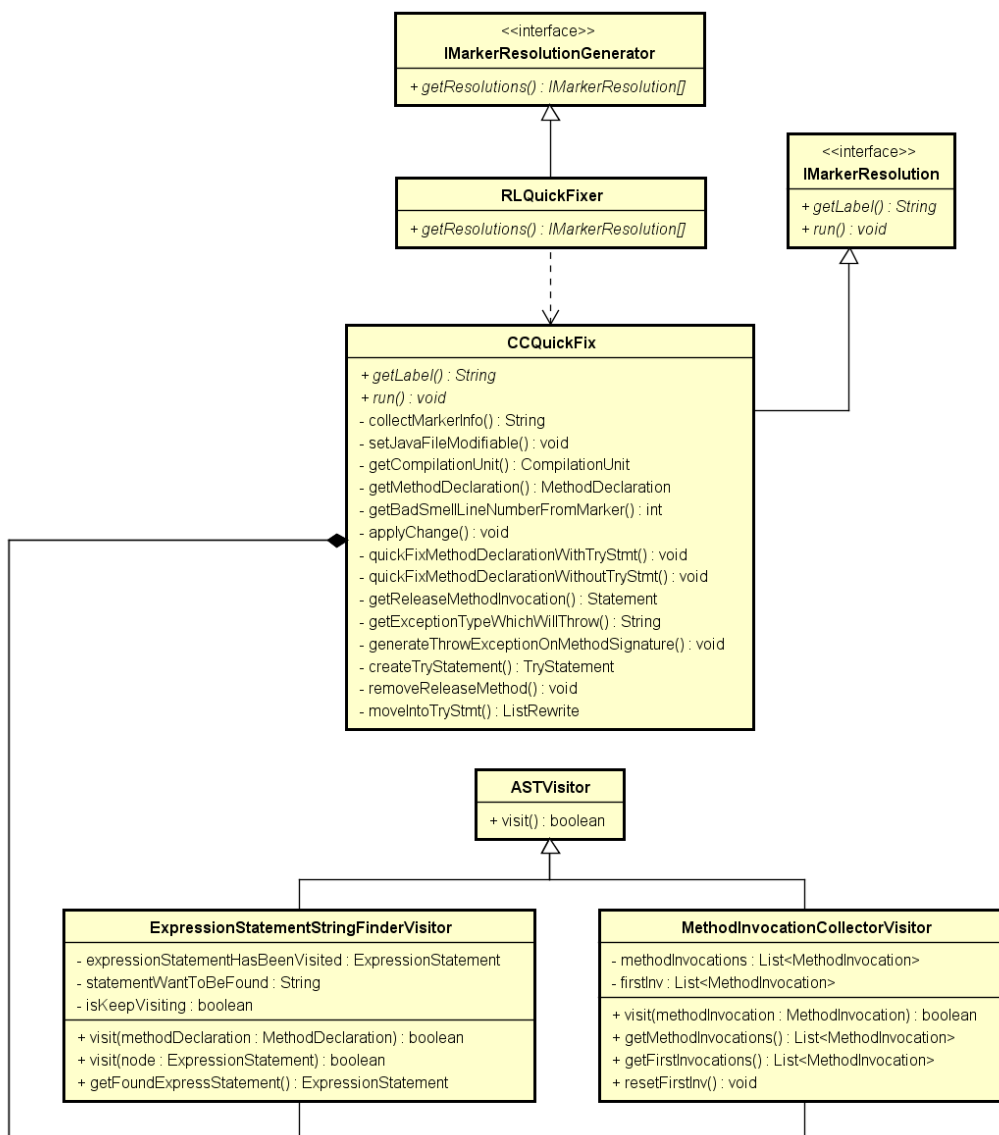 <<interface>>
IMarkerResolutionGenerator
+ getResolutions() : IMarkerResolution[]
<<interface>>
IMarkerResolution
+ getLabel() : String
+ run() : void
RLQuickFixer
+ getResolutions() : IMarkerResolution[]
CCQuickFix
+ getLabel() : String
+ run() : void
- collectMarkerInfo() : String
- setJavaFileModifiable() : void
- getCompilationUnit() : CompilationUnit
- getMethodDeclaration() : MethodDeclaration
- getBadSmellLineNumberFromMarker() : int
- applyChange() : void
- quickFixMethodDeclarationWithTryStmt() : void
- quickFixMethodDeclarationWithoutTryStmt() : void
- getReleaseMethodInvocation() : Statement
- getExceptionTypeWhichWillThrow() : String
- generateThrowExceptionOnMethodSignature() : void
- createTryStatement() : TryStatement
- removeReleaseMethod() : void
- moveIntoTryStmt() : ListRewrite
ASTVisitor
+ visit() : boolean
ExpressionStatementStringFinderVisitor
- expressionStatementHasBeenVisited : ExpressionStatement
- statementWantToBeFound : String
- isKeepVisiting : boolean
+ visit(methodDeclaration : MethodDeclaration) : boolean
+ visit(node : ExpressionStatement) : boolean
+ getFoundExpressStatement() : ExpressionStatement
MethodInvocationCollectorVisitor
- methodInvocations : List<MethodInvocation>
- firstInv : List<MethodInvocation>
+ visit(methodInvocation : MethodInvocation) : boolean
+ getMethodInvocations() : List<MethodInvocation>
+ getFirstInvocations() : List<MethodInvocation>
+ resetFirstInv() : void